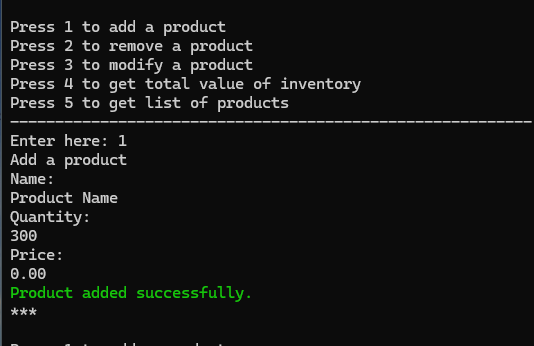 Press 1 to add a product
Press 2 to remove a product
Press 3 to modify a product
Press 4 to get total value of inventory
Press 5 to get list of products
----------------------------------------------------------
Enter here: 1
Add a product
Name:
Product Name
Quantity:
300
Price:
0.00
Product added successfully.
***